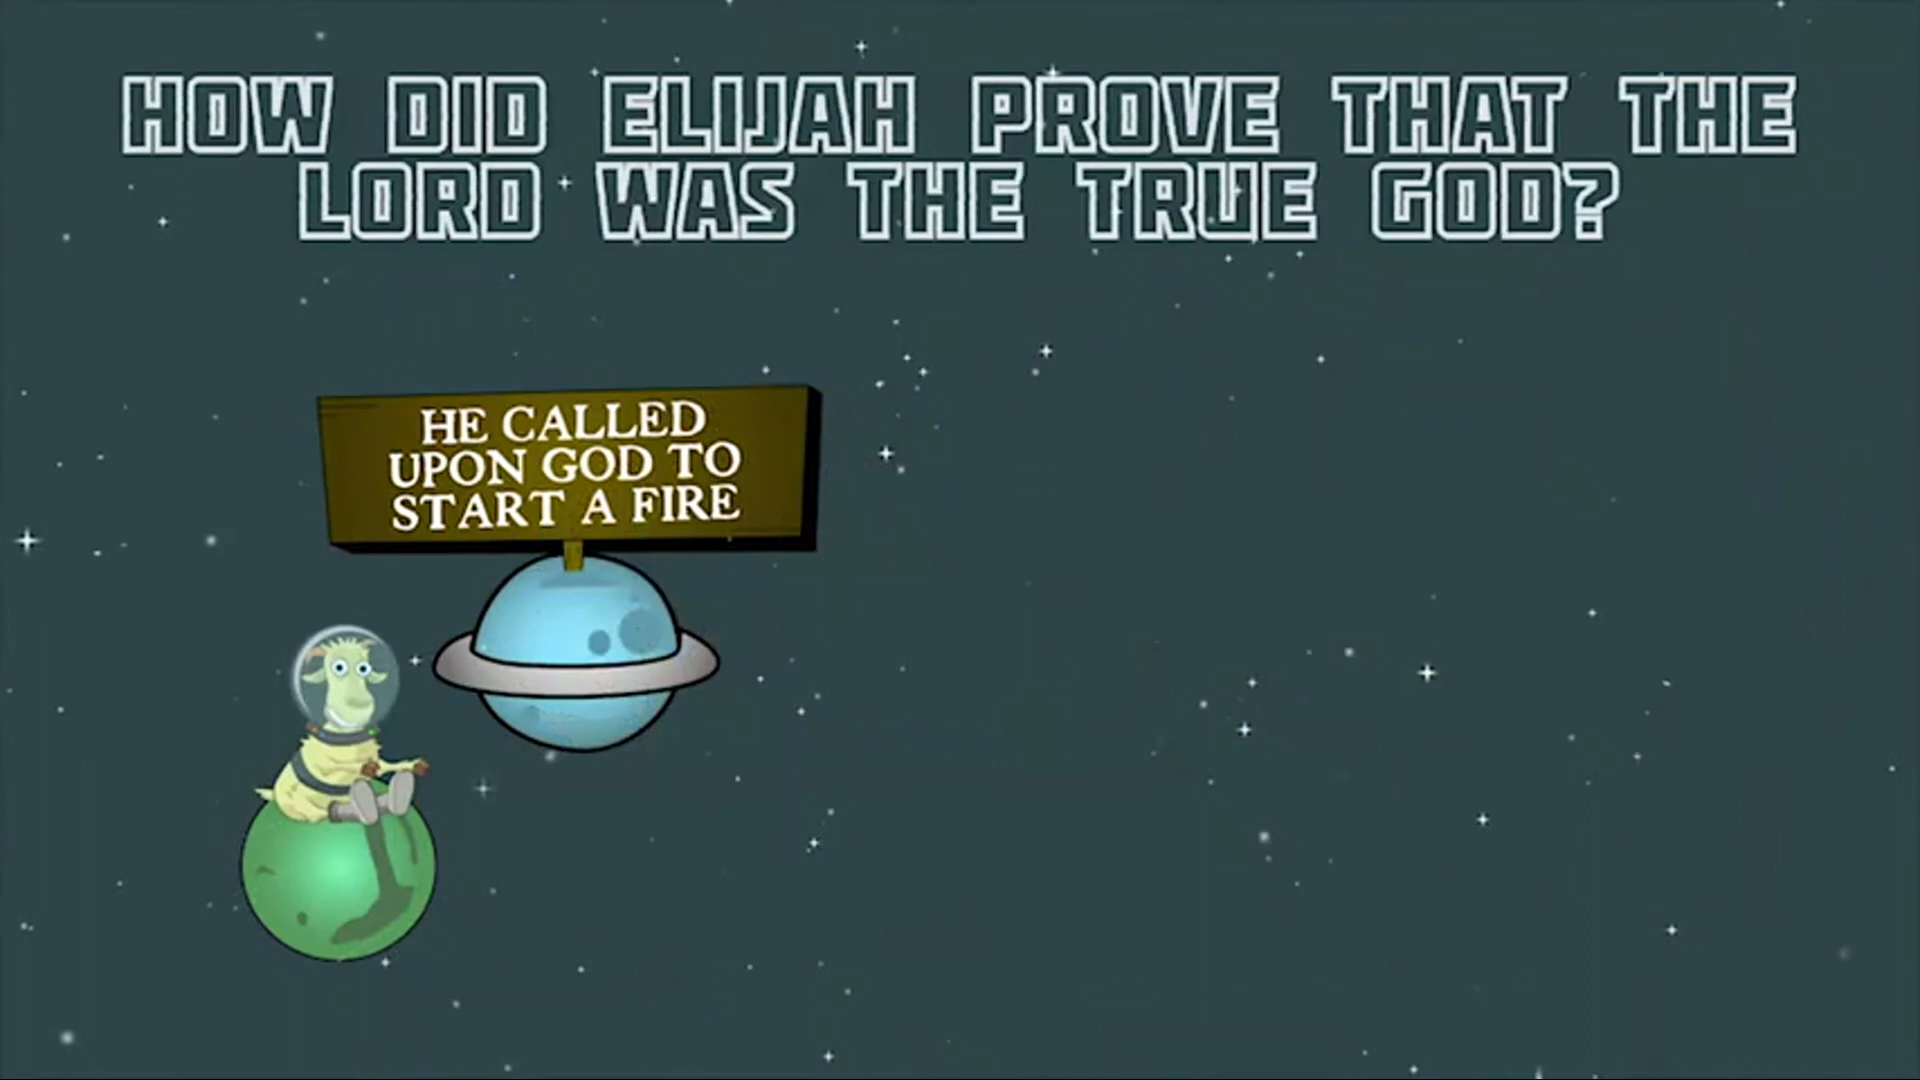 HOW DID ELIJAH PROVE THAT THE
LORD WAS THE TRUE GOD?
HE CALLED
UPON GOD TO
START A FIRE